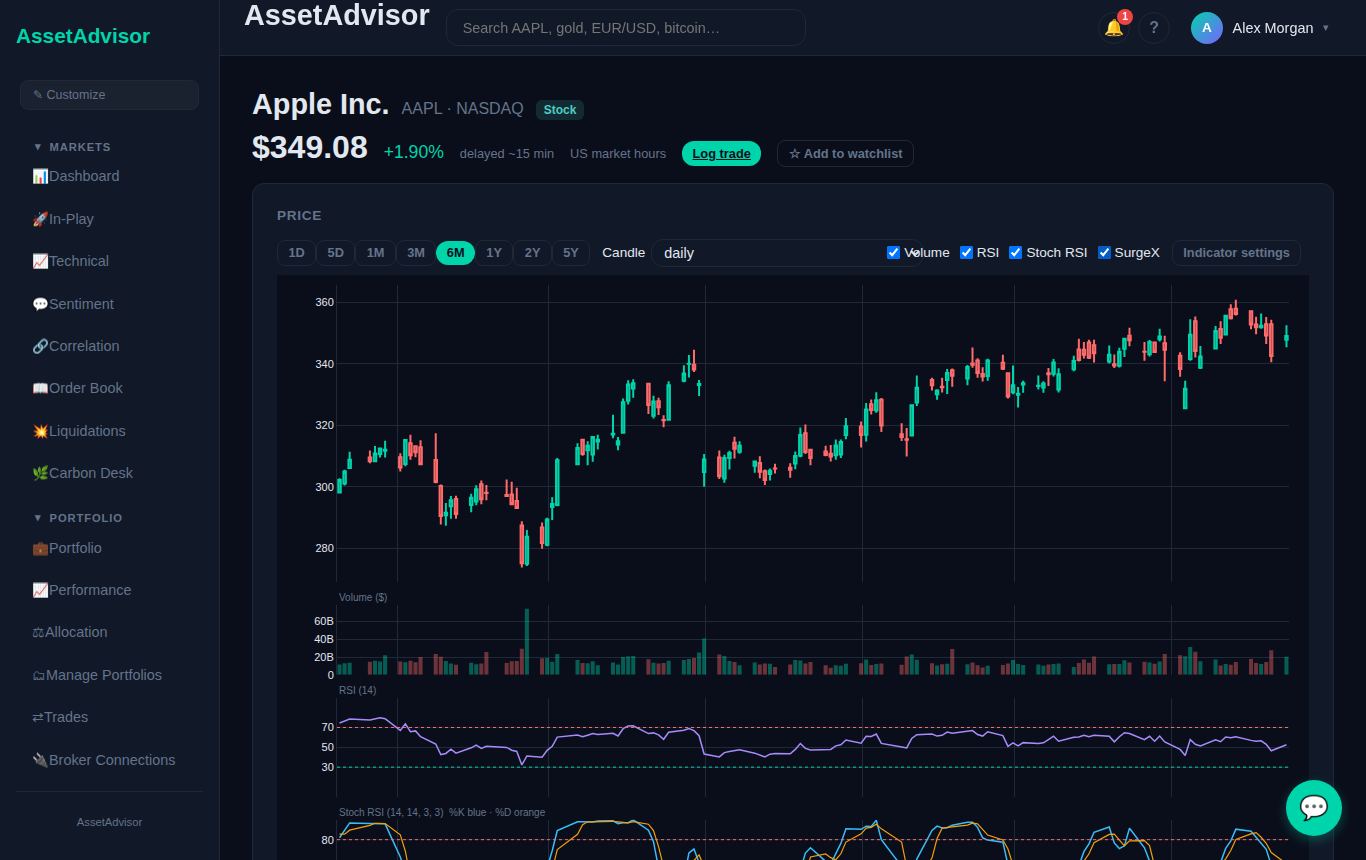 AssetAdvisor
✎ Customize
▼ MARKETS
Dashboard
In-Play
Technical
Sentiment
Correlation
Order Book
Liquidations
Carbon Desk
▼ PORTFOLIO
Portfolio
Performance
Allocation
Manage Portfolios
Trades
Broker Connections
AssetAdvisor
AssetAdvisor
Search AAPL, gold, EUR/USD, bitcoin…
1
?
A Alex Morgan ▾
Apple Inc. AAPL · NASDAQ Stock
$349.08 +1.90% delayed ~15 min US market hours Log trade ☆ Add to watchlist
PRICE
1D 5D 1M 3M 6M 1Y 2Y 5Y Candle daily Volume RSI Stoch RSI SurgeX Indicator settings
360
340
320
300
280
Volume ($)
60B
40B
20B
0
RSI (14)
70
50
30
Stoch RSI (14, 14, 3, 3) %K blue · %D orange
80